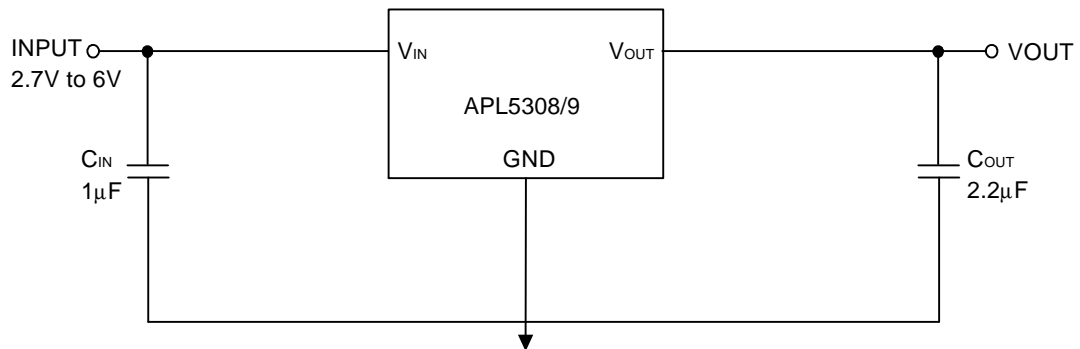 INPUT
2.7V to 6V
VIN
VOUT
VOUT
APL5308/9
GND
CIN
1μF
COUT
2.2μF